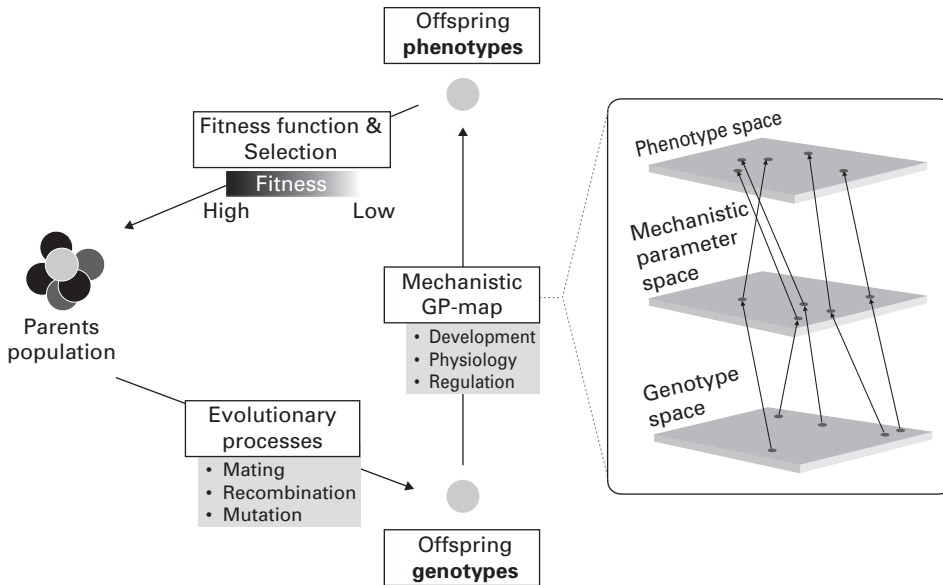 Offspring
phenotypes
Fitness function &
Selection
Fitness
High
Low
Parents
population
Mechanistic
GP-map
• Development
• Physiology
• Regulation
Evolutionary
processes
• Mating
• Recombination
• Mutation
Offspring
genotypes
Phenotype space
Mechanistic
parameter
space
Genotype
space